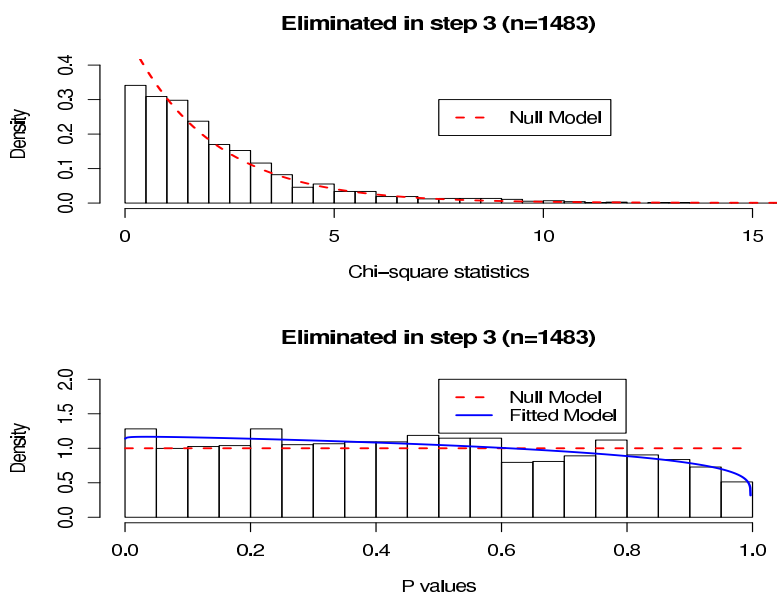 Eliminated in step 3 (n=1483)
Density
0.0 0.1 0.2 0.3 0.4
Null Model
0 5 10 15
Chi−square statistics
Eliminated in step 3 (n=1483)
Density
0.0 0.5 1.0 1.5 2.0
Null Model
Fitted Model
0.0 0.2 0.4 0.6 0.8 1.0
P values